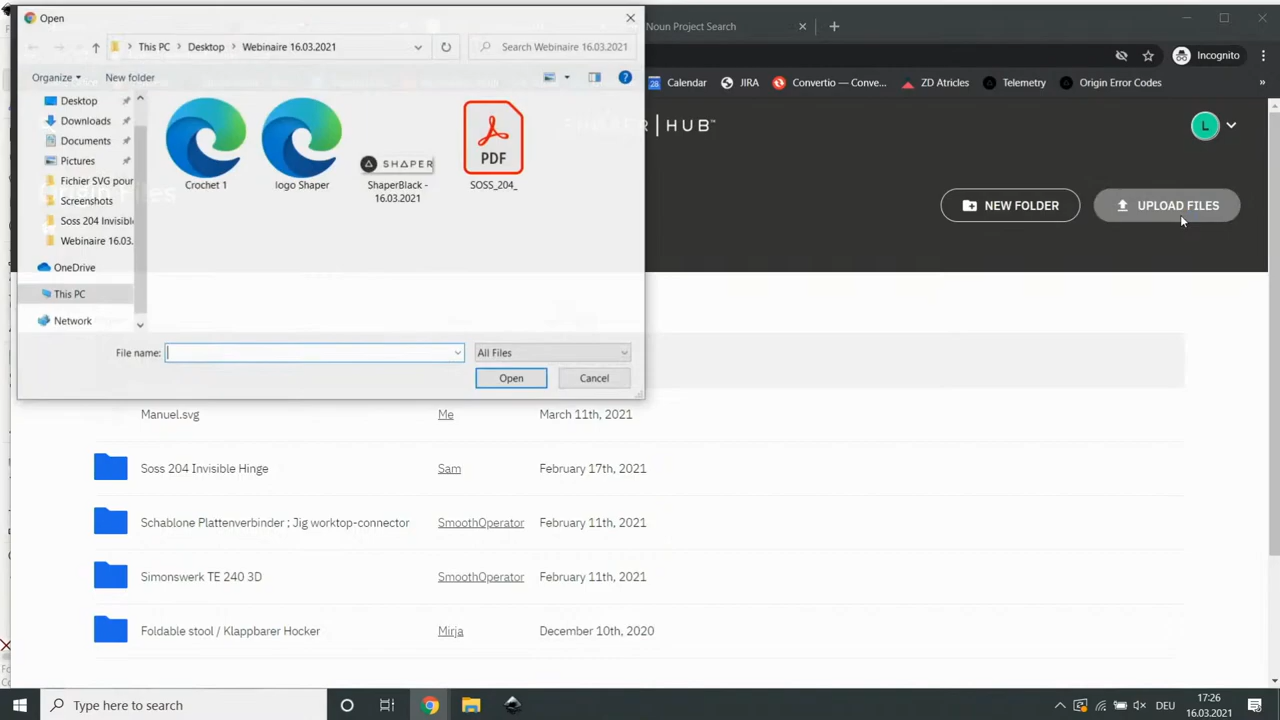 Open
Noun Project Search
This PC
Desktop
Webinaire 16.03.2021
Search Webinaire 16.03.2021
Incognito
Organize
New folder
28
Calendar
JIRA
Convertio — Conve...
ZD Atricles
Telemetry
Origin Error Codes
»
Desktop
Downloads
Documents
Pictures
Fichier SVG pour
Screenshots
Soss 204 Invisibl
Webinaire 16.03.
OneDrive
This PC
Network
Crochet 1
logo Shaper
SHAPER
ShaperBlack -
16.03.2021
PDF
SOSS_204_
SHAPER | HUB™
L
Origin Files
NEW FOLDER
UPLOAD FILES
File name:
All Files
Open
Cancel
Manuel.svg
Me
March 11th, 2021
Soss 204 Invisible Hinge
Sam
February 17th, 2021
Schablone Plattenverbinder ; Jig worktop-connector
SmoothOperator
February 11th, 2021
Simonswerk TE 240 3D
SmoothOperator
February 11th, 2021
Foldable stool / Klappbarer Hocker
Mirja
December 10th, 2020
Type here to search
DEU
17:26
16.03.2021